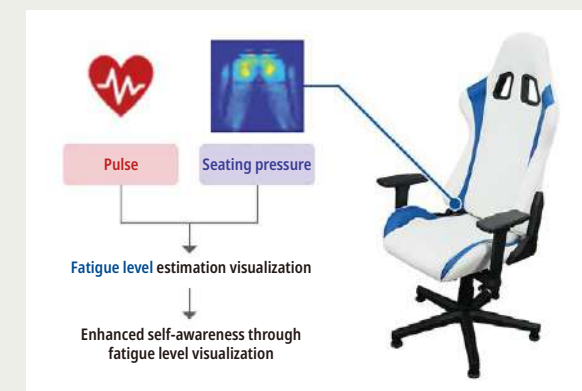 Pulse
Seating pressure
Fatigue level estimation visualization
Enhanced self-awareness through
fatigue level visualization